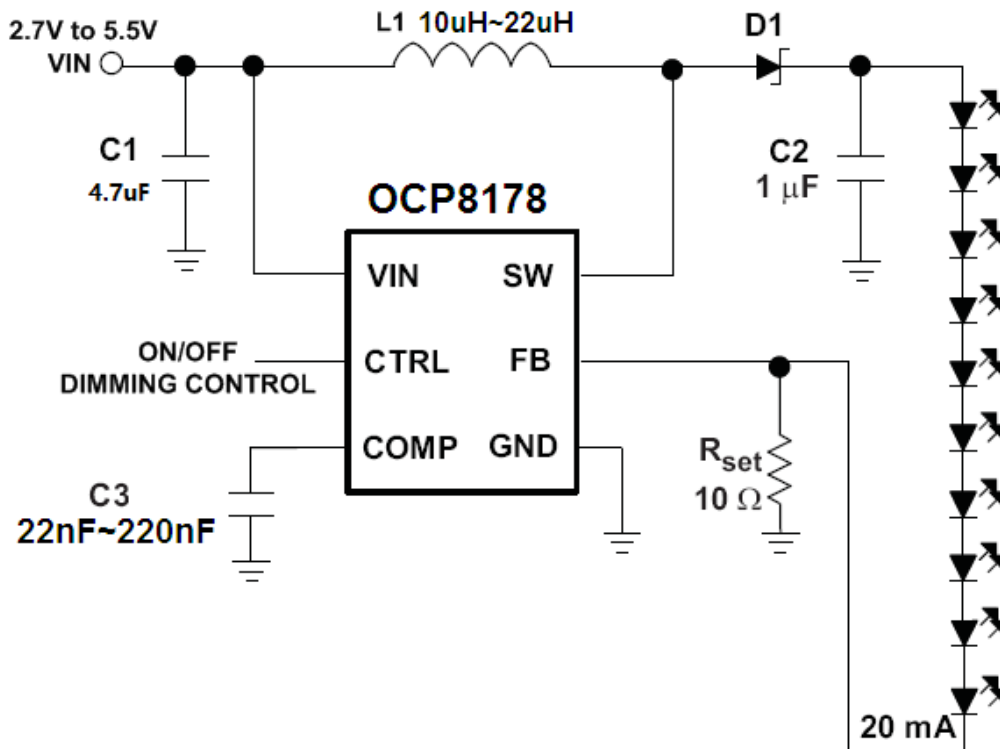 2.7V to 5.5V
VIN
L1 10uH~22uH
D1
C1
4.7uF
C2
1 μF
OCP8178
VIN
SW
ON/OFF
DIMMING CONTROL
CTRL
FB
COMP
GND
Rset
10 Ω
C3
22nF~220nF
20 mA